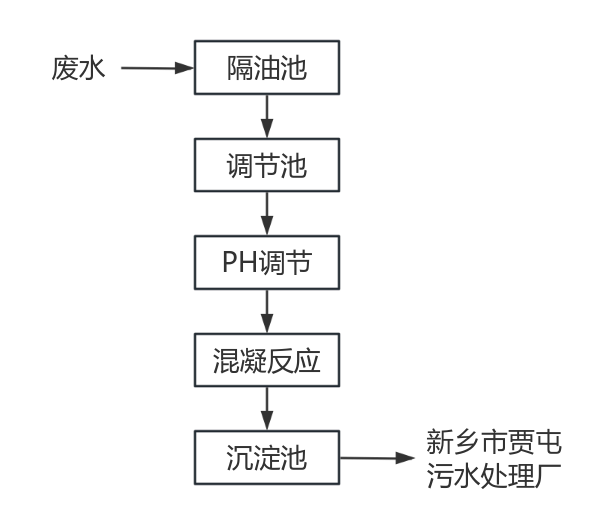 废水
隔油池
调节池
PH调节
混凝反应
沉淀池
新乡市贾屯
污水处理厂